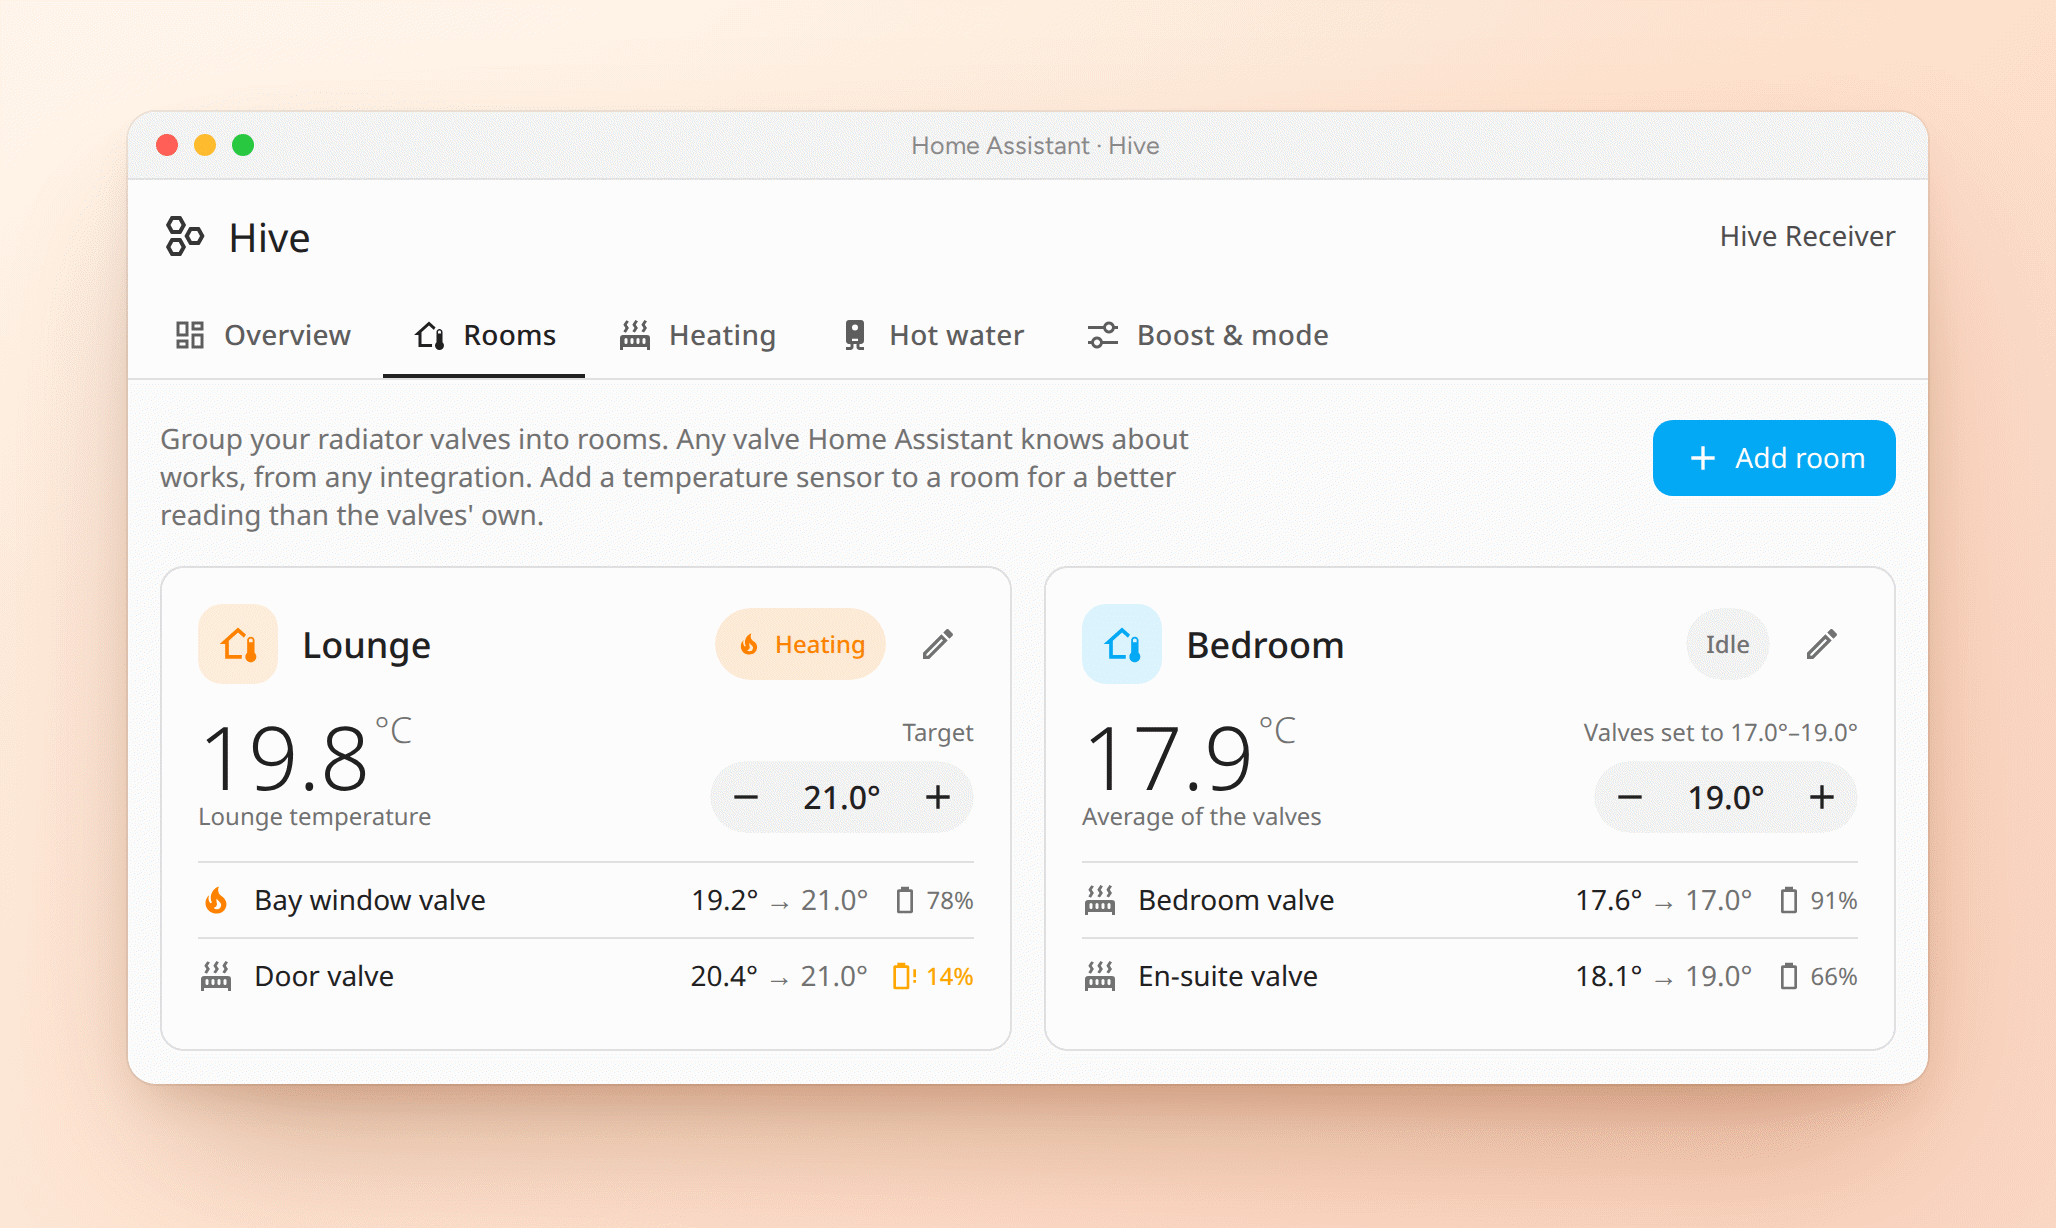 Home Assistant · Hive
Hive
Hive Receiver
Overview
Rooms
Heating
Hot water
Boost & mode
Group your radiator valves into rooms. Any valve Home Assistant knows about
works, from any integration. Add a temperature sensor to a room for a better
reading than the valves' own.
+ Add room
Lounge
Heating
19.8 °C
Lounge temperature
Target
− 21.0° +
Bay window valve 19.2° → 21.0° 78%
Door valve 20.4° → 21.0° 14%
Bedroom
Idle
17.9 °C
Average of the valves
Valves set to 17.0°–19.0°
− 19.0° +
Bedroom valve 17.6° → 17.0° 91%
En-suite valve 18.1° → 19.0° 66%